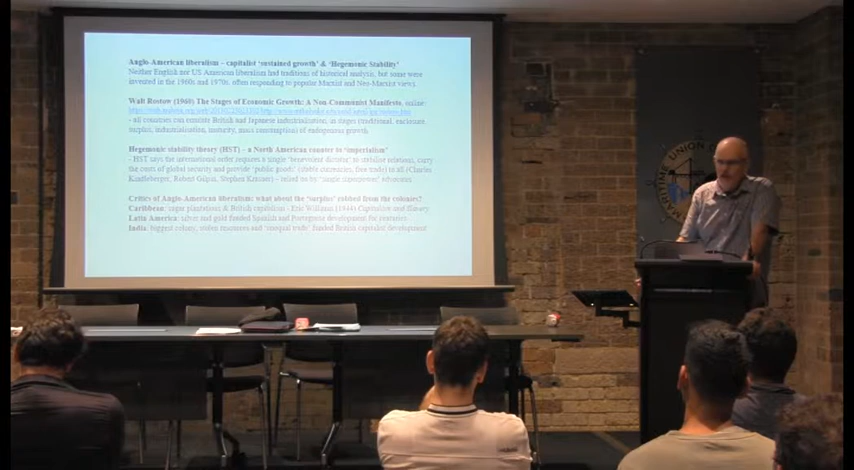 Anglo-American liberalism – capitalist 'sustained growth' & 'Hegemonic Stability'
Neither English nor US American liberalism had traditions of historical analysis, but some were
invented in the 1960s and 1970s, often responding to popular Marxist and Neo-Marxist views.
Walt Rostow (1960) The Stages of Economic Growth: A Non-Communist Manifesto, online:
- all countries can emulate British and Japanese industrialisation, in stages (traditional, enclosure,
surplus, industrialisation, maturity, mass consumption) of endogenous growth
Hegemonic stability theory (HST) – a North American counter to 'imperialism'
- HST says the international order requires a single 'benevolent dictator' to stabilise relations, carry
the costs of global security and provide 'public goods' (stable currencies, free trade) to all (Charles
Kindleberger, Robert Gilpin, Stephen Krasner) - relied on by 'single superpower' advocates
Critics of Anglo-American liberalism: what about the 'surplus' robbed from the colonies?
Caribbean: sugar plantations & British capitalism - Eric Williams (1944) Capitalism and Slavery
Latin America: silver and gold funded Spanish and Portuguese development for centuries
India: biggest colony, stolen resources and 'unequal trade' funded British capitalist development
MARITIME UNION